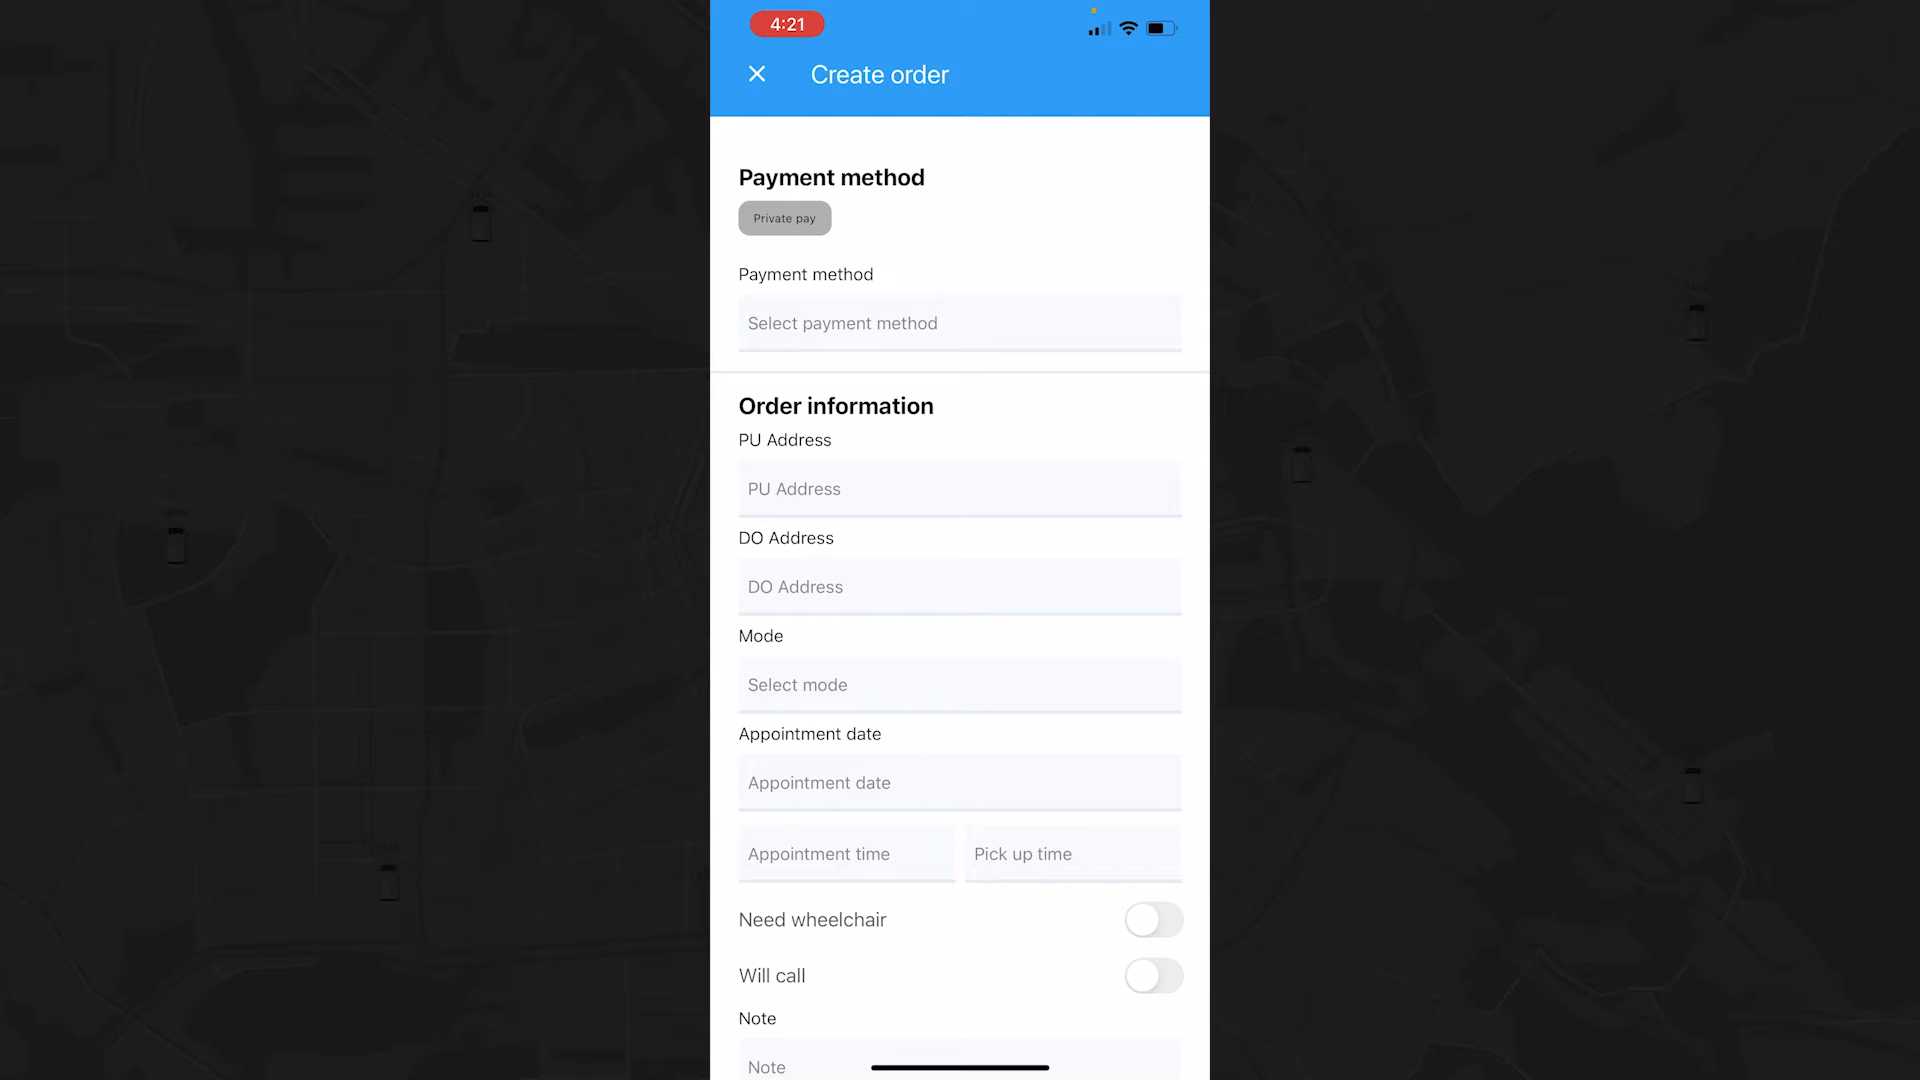 4:21
Create order
Payment method
Private pay
Payment method
Select payment method
Order information
PU Address
PU Address
DO Address
DO Address
Mode
Select mode
Appointment date
Appointment date
Appointment time
Pick up time
Need wheelchair
Will call
Note
Note